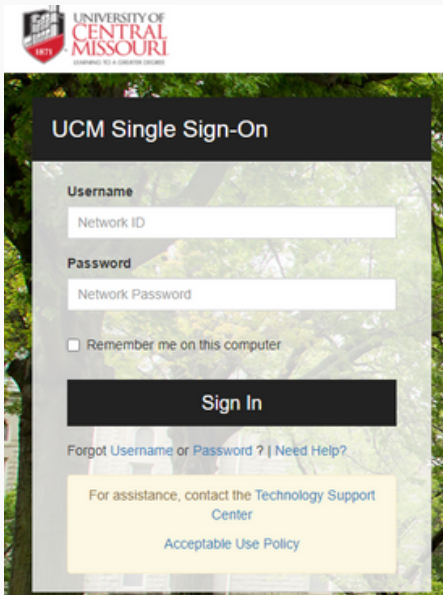 UNIVERSITY OF
CENTRAL
MISSOURI
1871
LEARNING TO A GREATER DEGREE
UCM Single Sign-On
Username
Network ID
Password
Network Password
Remember me on this computer
Sign In
Forgot Username or Password ? | Need Help?
For assistance, contact the Technology Support
Center
Acceptable Use Policy